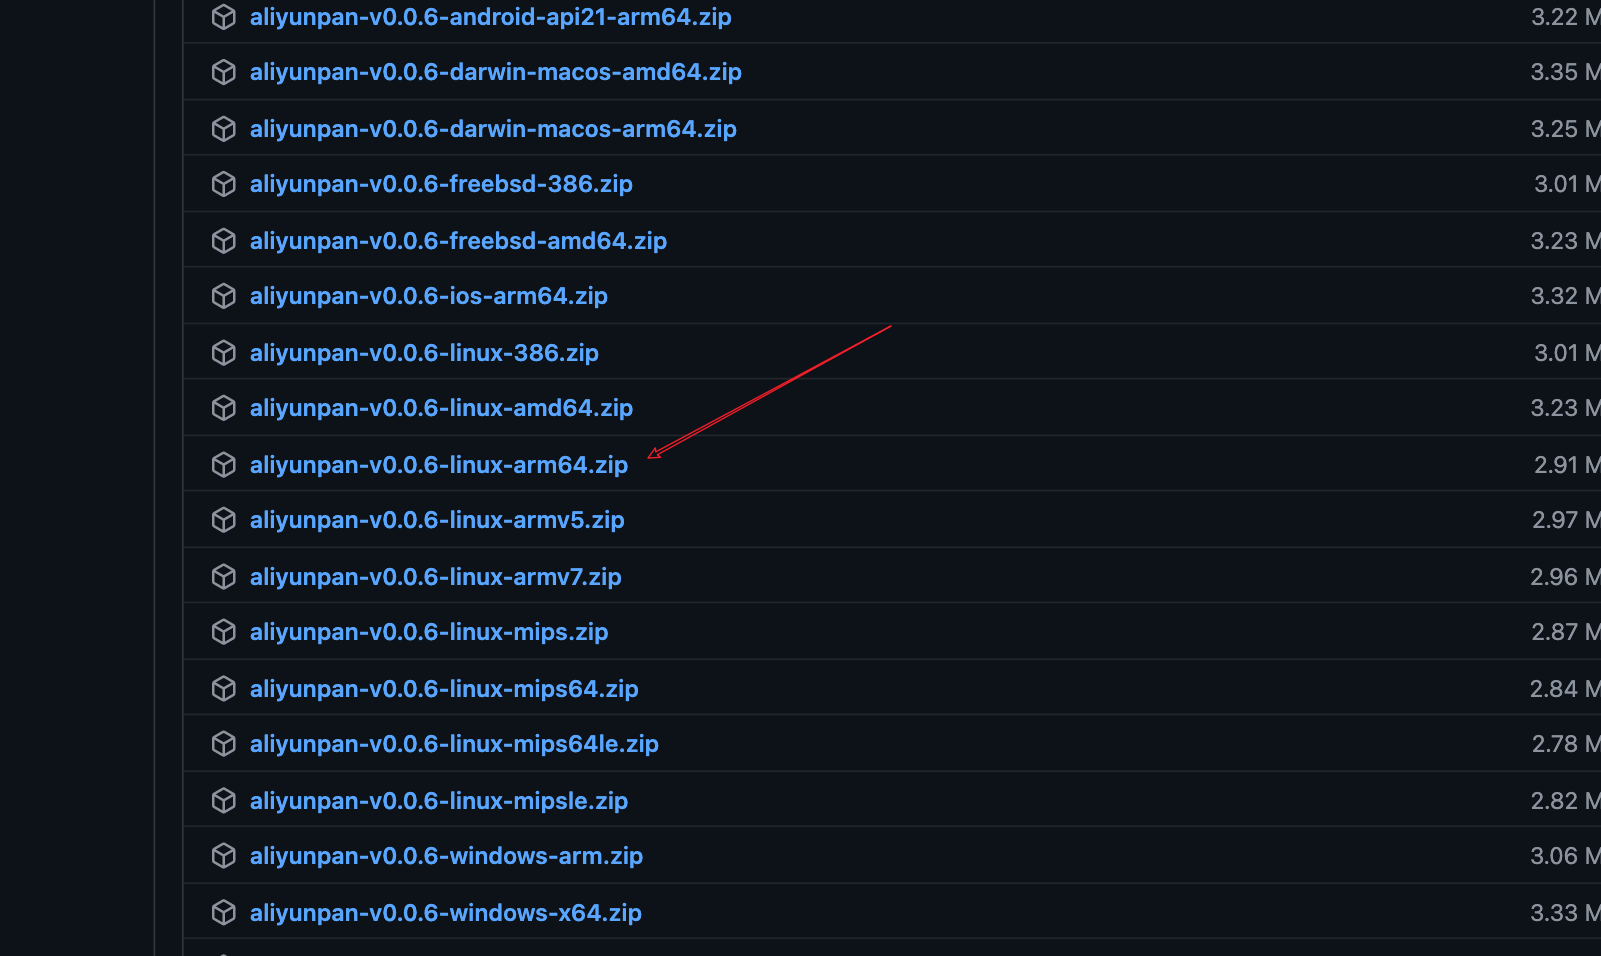 aliyunpan-v0.0.6-android-api21-arm64.zip 3.22 M
aliyunpan-v0.0.6-darwin-macos-amd64.zip 3.35 M
aliyunpan-v0.0.6-darwin-macos-arm64.zip 3.25 M
aliyunpan-v0.0.6-freebsd-386.zip 3.01 M
aliyunpan-v0.0.6-freebsd-amd64.zip 3.23 M
aliyunpan-v0.0.6-ios-arm64.zip 3.32 M
aliyunpan-v0.0.6-linux-386.zip 3.01 M
aliyunpan-v0.0.6-linux-amd64.zip 3.23 M
aliyunpan-v0.0.6-linux-arm64.zip 2.91 M
aliyunpan-v0.0.6-linux-armv5.zip 2.97 M
aliyunpan-v0.0.6-linux-armv7.zip 2.96 M
aliyunpan-v0.0.6-linux-mips.zip 2.87 M
aliyunpan-v0.0.6-linux-mips64.zip 2.84 M
aliyunpan-v0.0.6-linux-mips64le.zip 2.78 M
aliyunpan-v0.0.6-linux-mipsle.zip 2.82 M
aliyunpan-v0.0.6-windows-arm.zip 3.06 M
aliyunpan-v0.0.6-windows-x64.zip 3.33 M